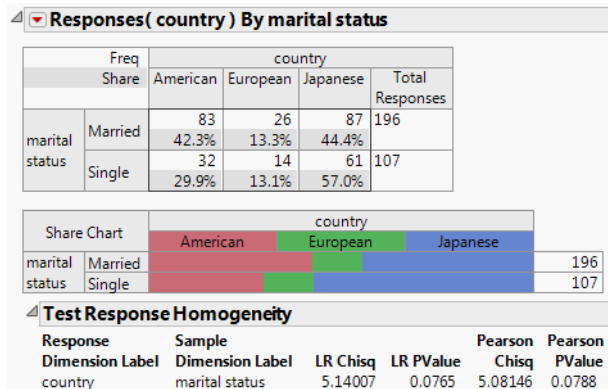 Responses( country ) By marital status
Freq country
Share American European Japanese Total
Responses
marital status Married 83 26 87 196
42.3% 13.3% 44.4%
Single 32 14 61 107
29.9% 13.1% 57.0%
Share Chart country
American European Japanese
marital status Married 196
Single 107
Test Response Homogeneity
Response Sample Pearson Pearson
Dimension Label Dimension Label LR Chisq LR PValue Chisq PValue
country marital status 5.14007 0.0765 5.08146 0.0788